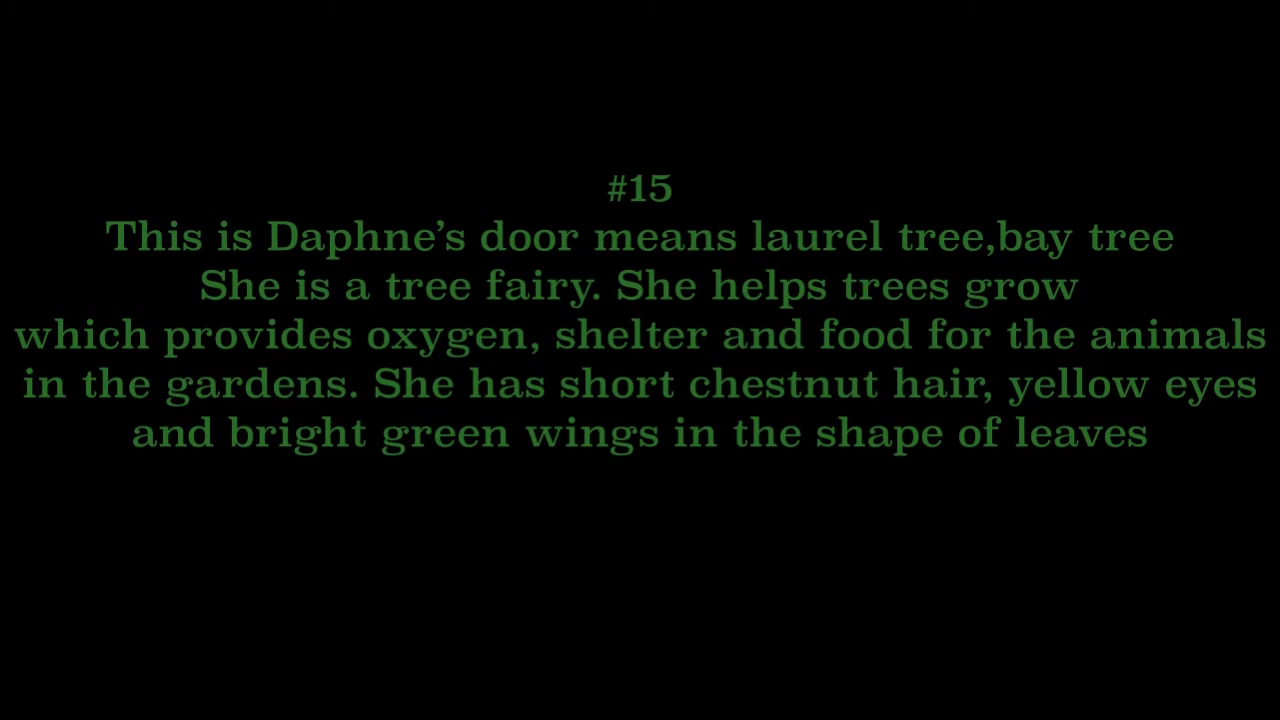 #15
This is Daphne’s door means laurel tree,bay tree
She is a tree fairy. She helps trees grow
which provides oxygen, shelter and food for the animals
in the gardens. She has short chestnut hair, yellow eyes
and bright green wings in the shape of leaves